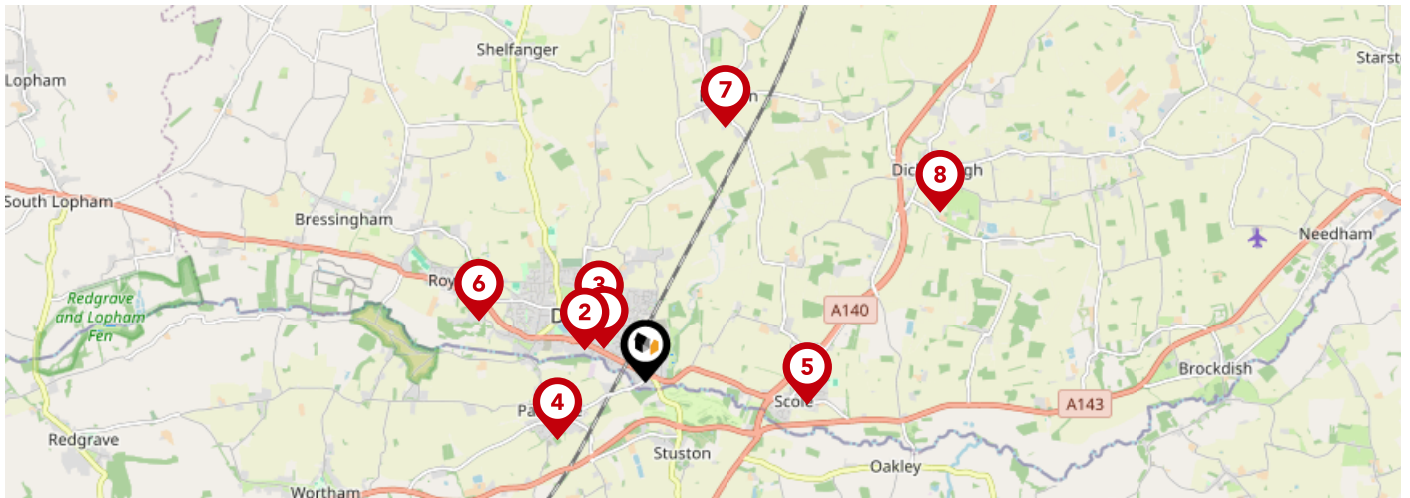 Shelfanger
Lopham
Starst
7
South Lopham
8
Bressingham
Needham
Redgrave
and Lopham
Fen
6
3
2
A140
5
Brockdish
4
A143
Redgrave
Stuston
Oakley
Wortham